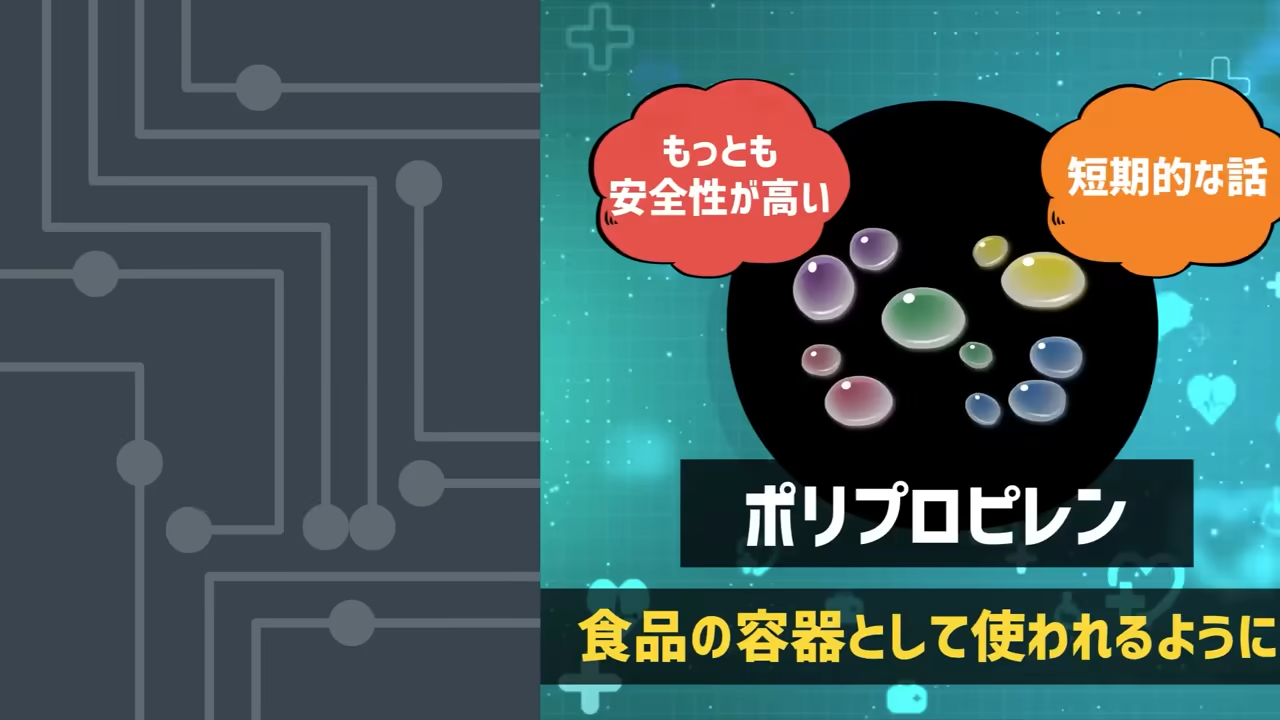 もっとも
安全性が高い
短期的な話
ポリプロピレン
食品の容器として使われるように